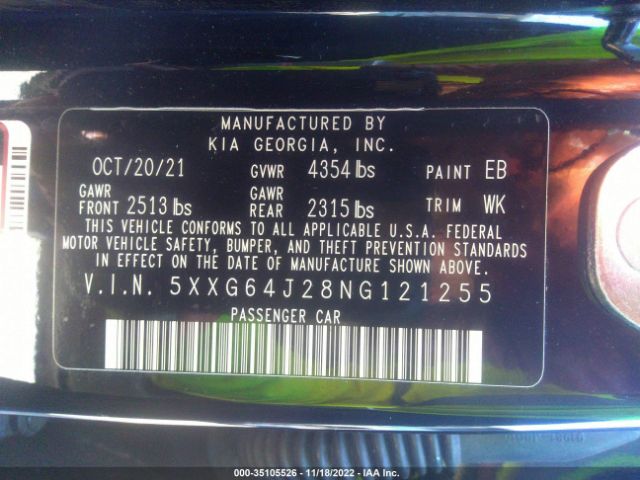 MANUFACTURED BY
KIA GEORGIA, INC.
OCT/20/21 GVWR 4354 lbs PAINT EB
GAWR FRONT 2513 lbs GAWR REAR 2315 lbs TRIM WK
THIS VEHICLE CONFORMS TO ALL APPLICABLE U.S.A. FEDERAL
MOTOR VEHICLE SAFETY, BUMPER, AND THEFT PREVENTION STANDARDS
IN EFFECT ON THE DATE OF MANUFACTURE SHOWN ABOVE.
V.I.N. 5XXG64J28NG121255
PASSENGER CAR
000-35105526 - 11/18/2022 - IAA Inc.